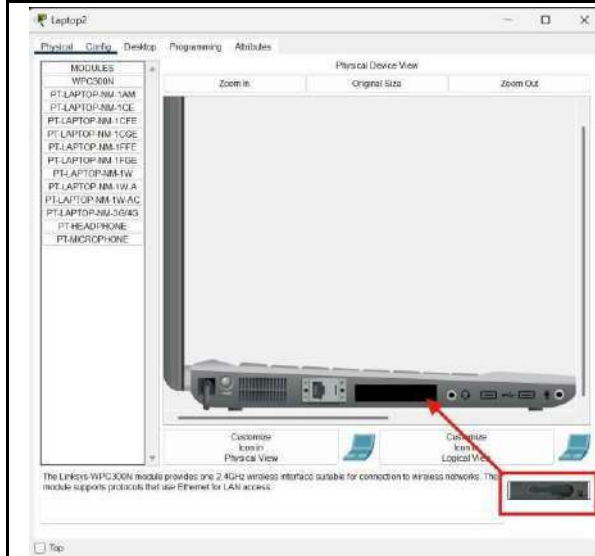 Laptop2
Physical Config Desktop Programming Attributes
MODULES
WPC300N
PT-LAPTOP-NM-1AM
PT-LAPTOP-NM-1CE
PT-LAPTOP-NM-1CFE
PT-LAPTOP-NM-1CGE
PT-LAPTOP-NM-1FFE
PT-LAPTOP-NM-1FGE
PT-LAPTOP-NM-1W
PT-LAPTOP-NM-1W-A
PT-LAPTOP-NM-1W-AC
PT-LAPTOP-NM-3G/4G
PT-HEADPHONE
PT-MICROPHONE
Physical Device View
Zoom In Original Size Zoom Out
Customize
Icon in
Physical View
Customize
Icon in
Logical View
The Linksys-WPC300N module provides one 2.4GHz wireless interface suitable for connection to wireless networks. The
module supports protocols that use Ethernet for LAN access.
Top